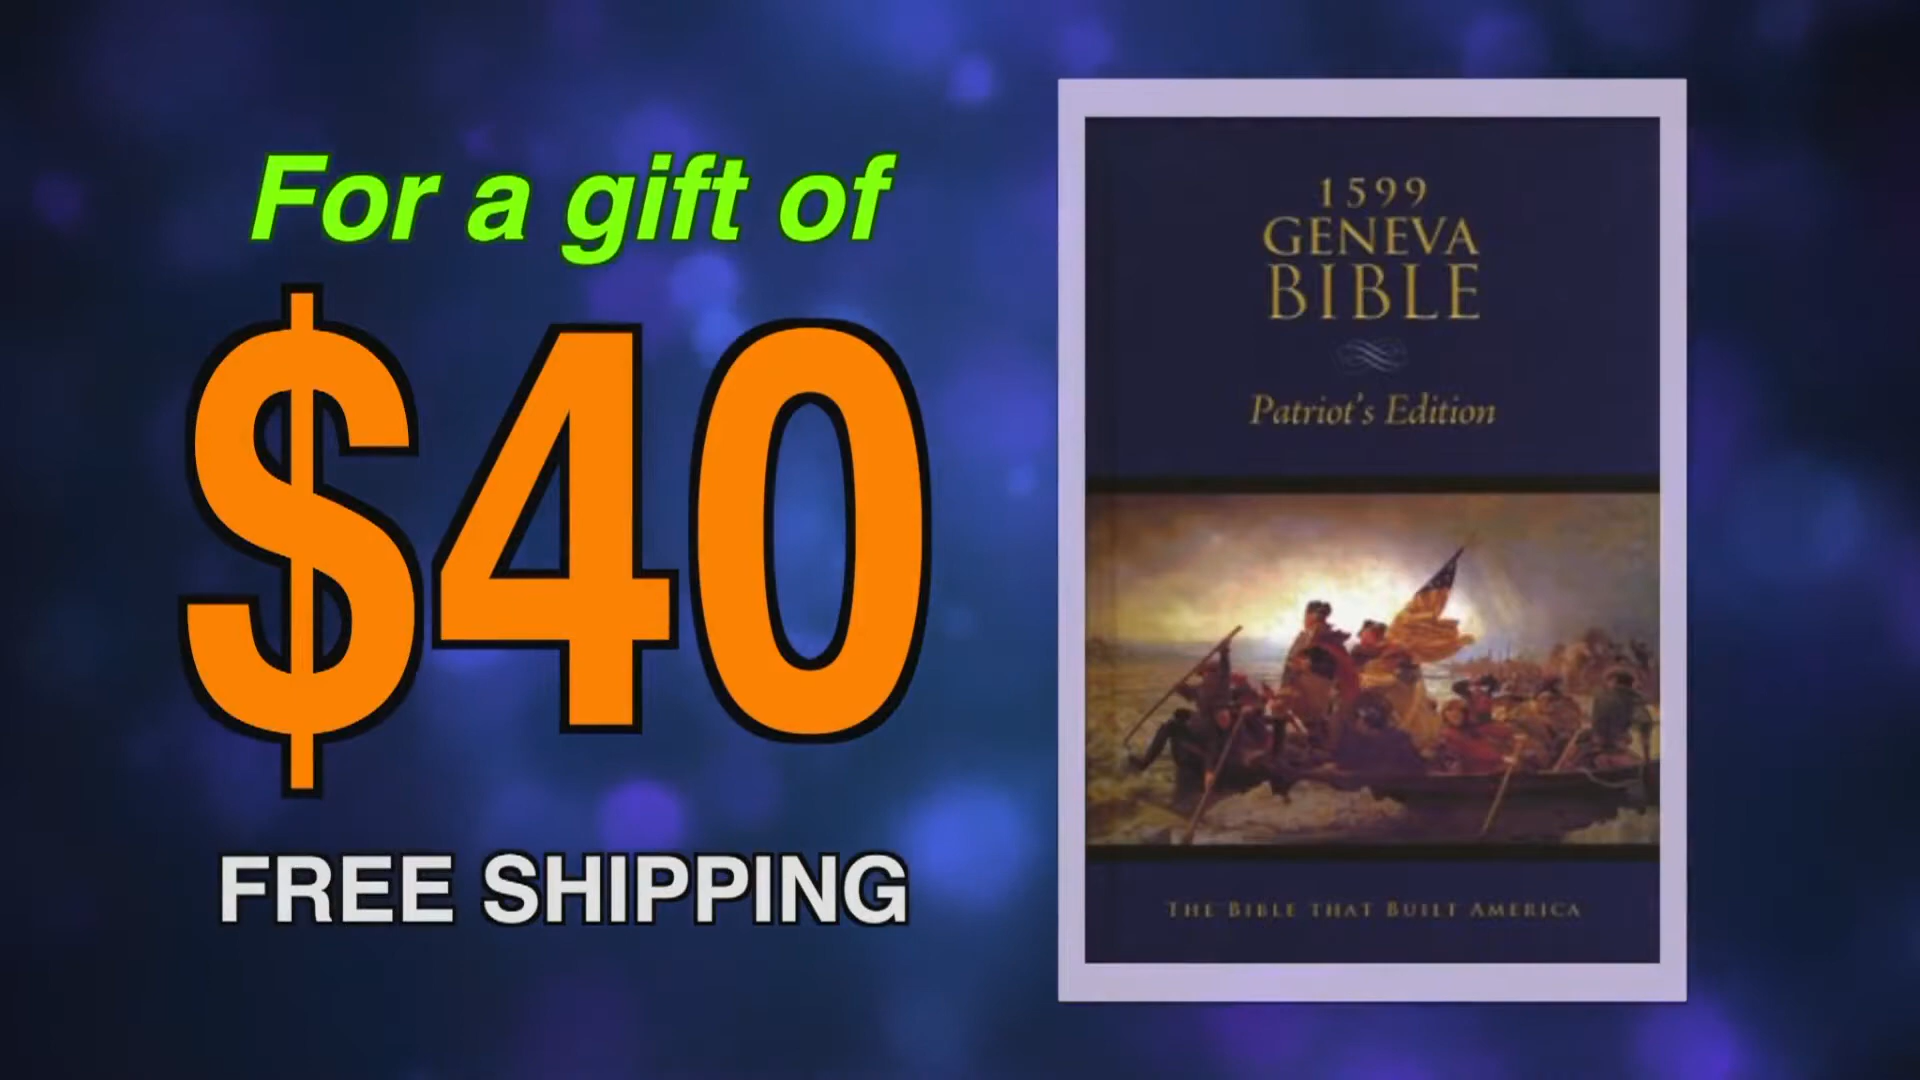 For a gift of
$40
FREE SHIPPING
1599
GENEVA
BIBLE
Patriot's Edition
THE BIBLE THAT BUILT AMERICA